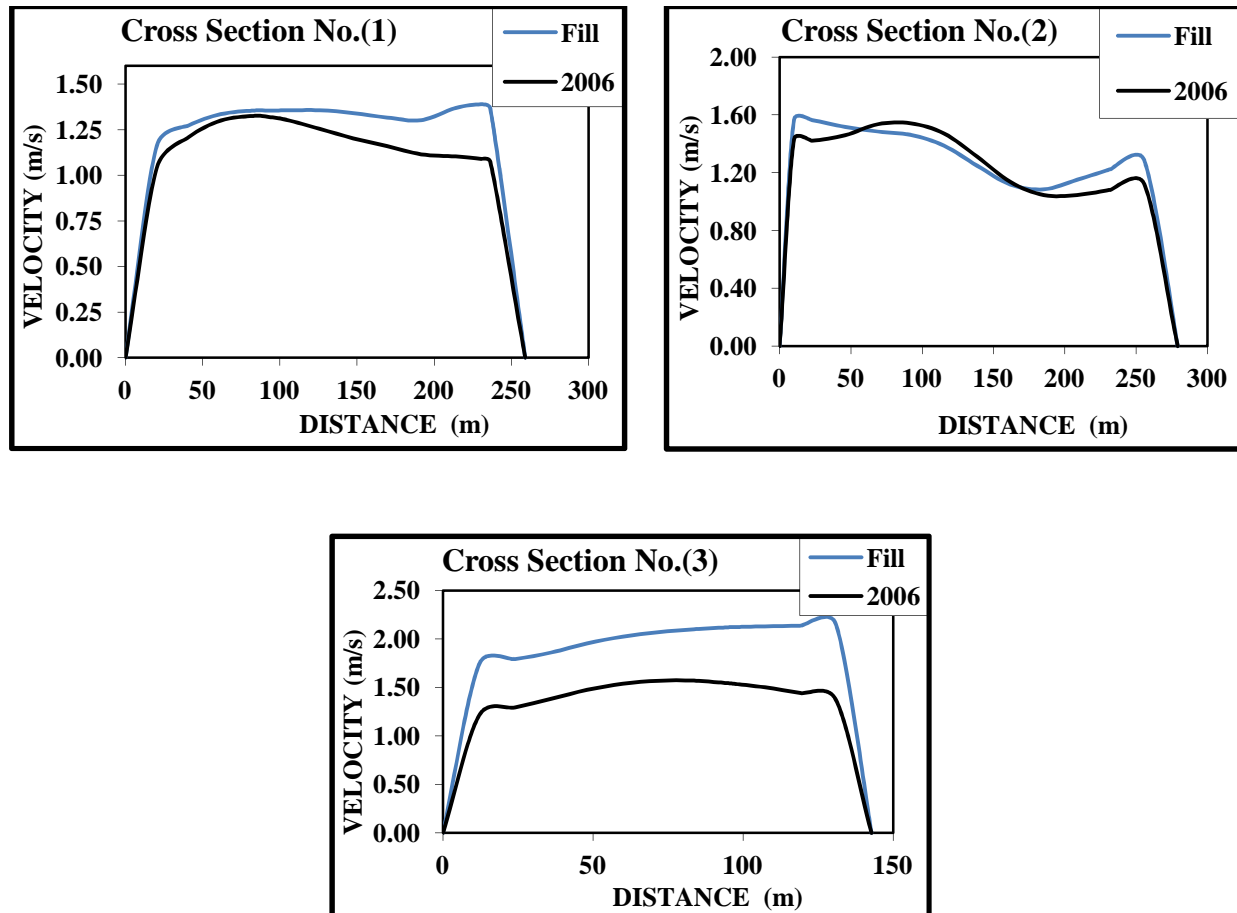 Cross Section No.(1)
Fill
2006
VELOCITY (m/s)
1.50
1.25
1.00
0.75
0.50
0.25
0.00
0 50 100 150 200 250 300
DISTANCE (m)
Cross Section No.(2)
Fill
2006
VELOCITY (m/s)
2.00
1.60
1.20
0.80
0.40
0.00
0 50 100 150 200 250 300
DISTANCE (m)
Cross Section No.(3)
Fill
2006
VELOCITY (m/s)
2.50
2.00
1.50
1.00
0.50
0.00
0 50 100 150
DISTANCE (m)